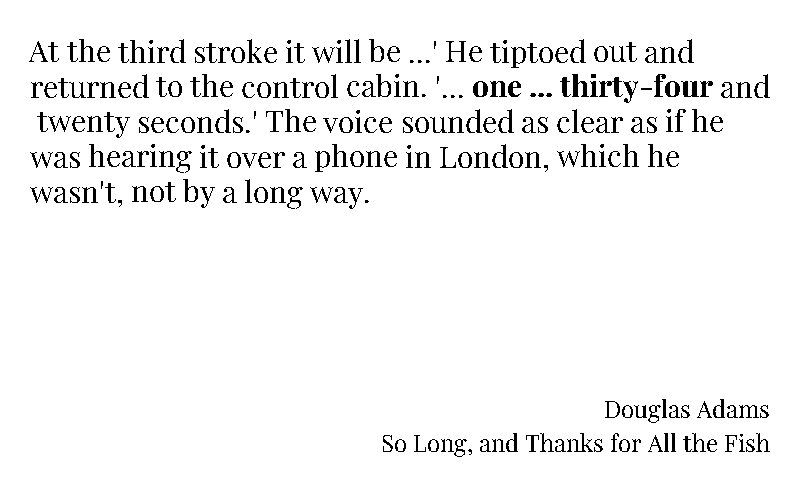 At the third stroke it will be ...' He tiptoed out and
returned to the control cabin. '... one ... thirty-four and
twenty seconds.' The voice sounded as clear as if he
was hearing it over a phone in London, which he
wasn't, not by a long way.
Douglas Adams
So Long, and Thanks for All the Fish